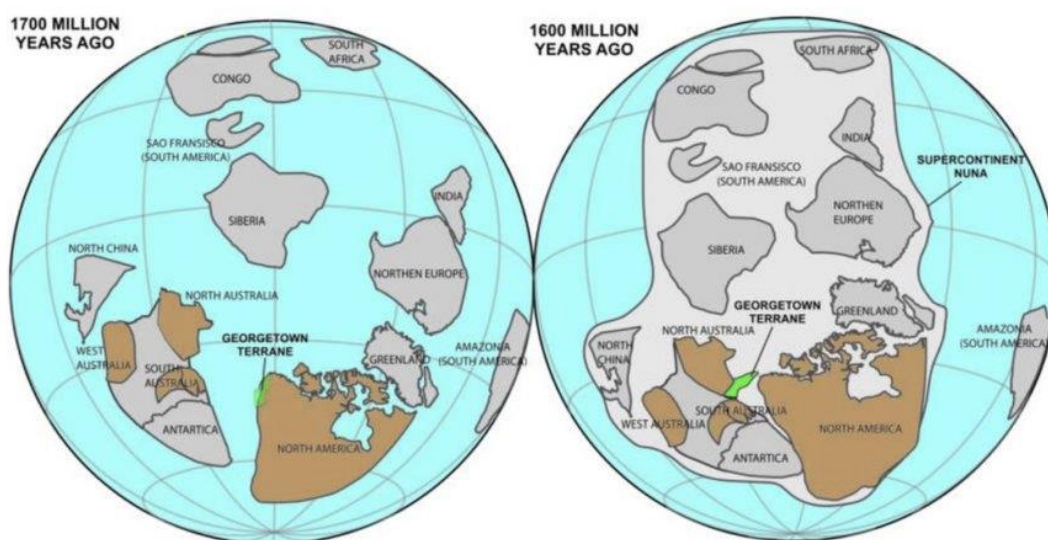 1700 MILLION
YEARS AGO
SOUTH
AFRICA
CONGO
SAO FRANSISCO
(SOUTH AMERICA)
SIBERIA
INDIA
NORTH CHINA
NORTHEN EUROPE
NORTH AUSTRALIA
GEORGETOWN
TERRANE
WEST
AUSTRALIA
SOUTH
AUSTRALIA
GREENLAND
AMAZONIA
(SOUTH AMERICA)
ANTARTICA
NORTH AMERICA
1600 MILLION
YEARS AGO
SOUTH AFRICA
CONGO
INDIA
SAO FRANSISCO
(SOUTH AMERICA)
SUPERCONTINENT
NUNA
NORTHEN
EUROPE
SIBERIA
GEORGETOWN
TERRANE
GREENLAND
NORTH AUSTRALIA
AMAZONIA
(SOUTH AMERICA)
NORTH
CHINA
SOUTH AUSTRALIA
WEST AUSTRALIA
NORTH AMERICA
ANTARTICA